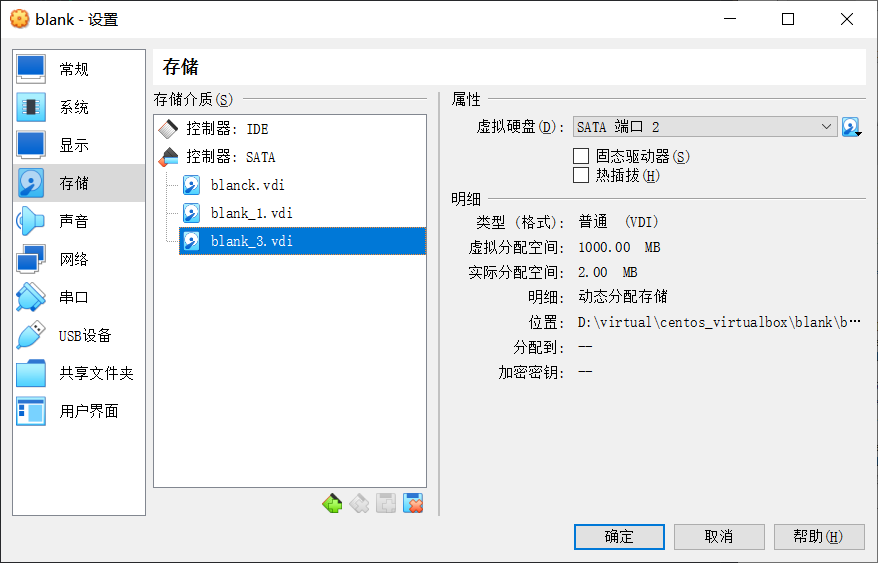 blank - 设置
常规
系统
显示
存储
声音
网络
串口
USB设备
共享文件夹
用户界面
存储
存储介质(S)
控制器: IDE
控制器: SATA
blanck.vdi
blank_1.vdi
blank_3.vdi
属性
虚拟硬盘(D): SATA 端口 2
固态驱动器(S)
热插拔(H)
明细
类型 (格式): 普通 (VDI)
虚拟分配空间: 1000.00 MB
实际分配空间: 2.00 MB
明细: 动态分配存储
位置: D:\virtual\centos_virtualbox\blank\b…
分配到: --
加密密钥: --
确定
取消
帮助(H)